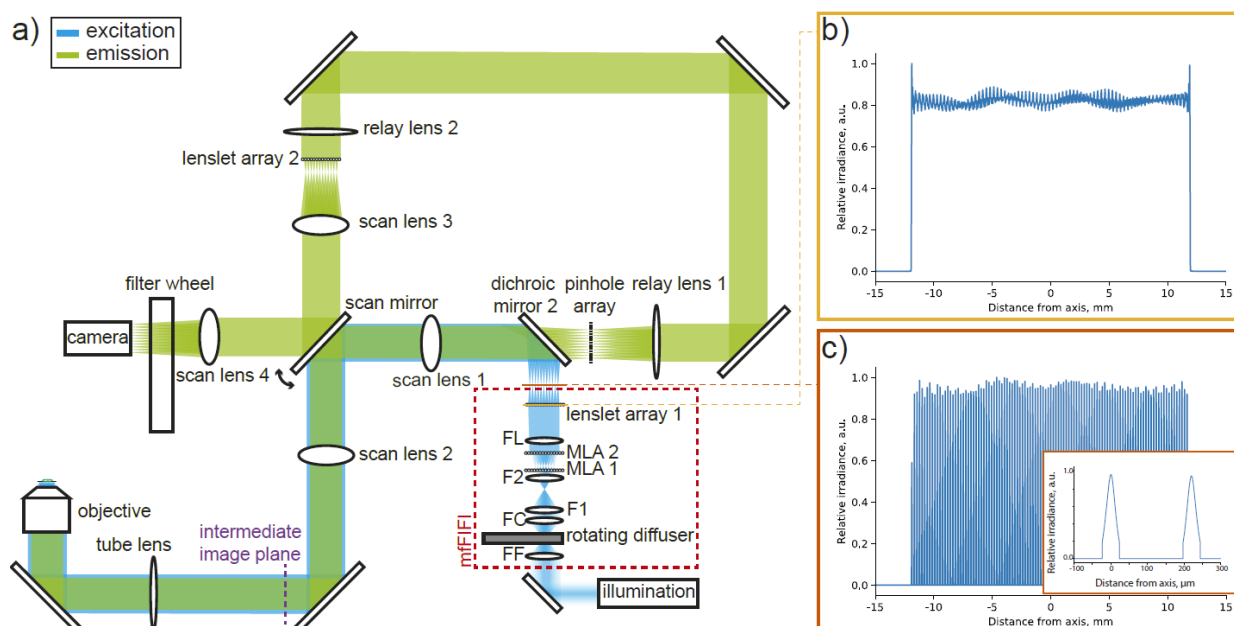 a)
excitation
emission
relay lens 2
lenslet array 2
scan lens 3
filter wheel
scan mirror
dichroic
mirror 2
pinhole
array
relay lens 1
camera
scan lens 4
scan lens 1
lenslet array 1
FL
MLA 2
MLA 1
F2
scan lens 2
F1
FC
rotating diffuser
mfFIFI
FF
objective
tube lens
intermediate
image plane
illumination
b)
Relative irradiance, a.u.
1.0
0.8
0.6
0.4
0.2
0.0
-15 -10 -5 0 5 10 15
Distance from axis, mm
c)
Relative irradiance, a.u.
1.0
0.8
0.6
0.4
0.2
0.0
-15 -10 -5 0 5 10 15
Distance from axis, mm
Relative irradiance, a.u.
1.0
0.0
-100 0 100 200 300
Distance from axis, μm